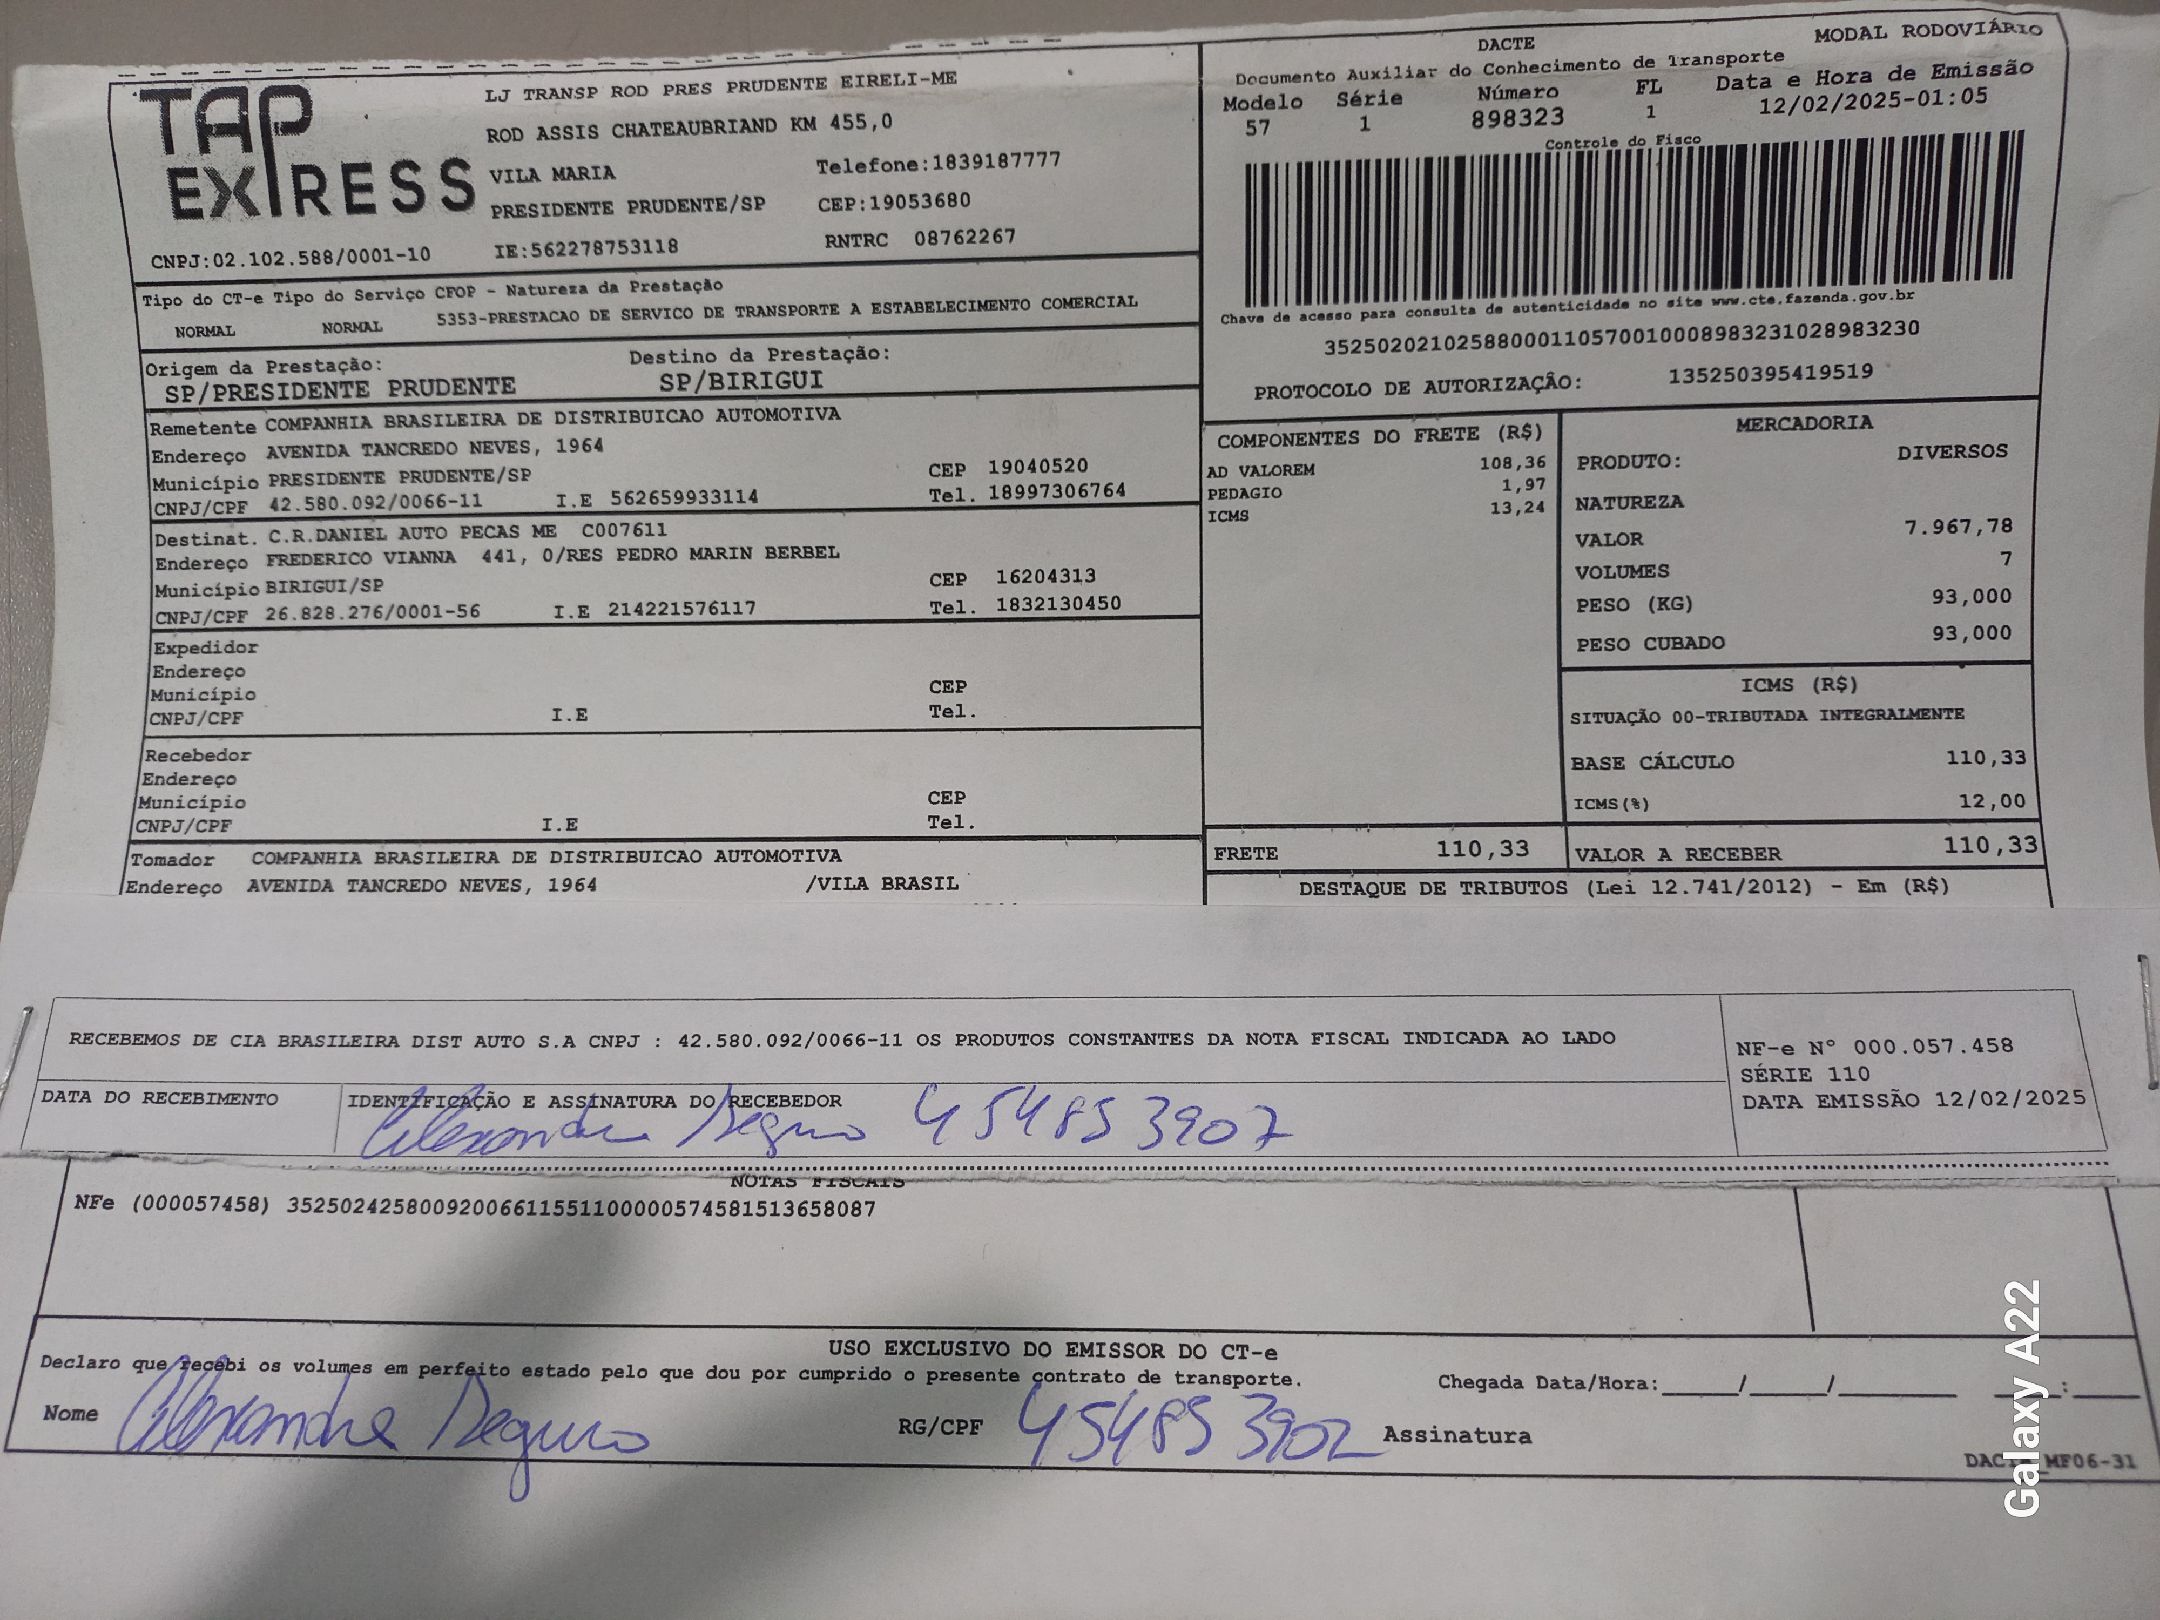 TAP EXPRESS
LJ TRANSP ROD PRES PRUDENTE EIRELI-ME
ROD ASSIS CHATEAUBRIAND KM 455,0
VILA MARIA Telefone:1839187777
PRESIDENTE PRUDENTE/SP CEP:19053680
CNPJ:02.102.588/0001-10 IE:562278753118 RNTRC 08762267
DACTE MODAL RODOVIÁRIO
Documento Auxiliar do Conhecimento de Transporte
Modelo Série Número FL Data e Hora de Emissão
57 1 898323 1 12/02/2025-01:05
Controle do Fisco
Chave de acesso para consulta de autenticidade no site www.cte.fazenda.gov.br
35250202102588000110570010008983231028983230
PROTOCOLO DE AUTORIZAÇÃO: 135250395419519
Tipo do CT-e Tipo do Serviço CFOP - Natureza da Prestação
NORMAL NORMAL 5353-PRESTACAO DE SERVICO DE TRANSPORTE A ESTABELECIMENTO COMERCIAL
Origem da Prestação: Destino da Prestação:
SP/PRESIDENTE PRUDENTE SP/BIRIGUI
Remetente COMPANHIA BRASILEIRA DE DISTRIBUICAO AUTOMOTIVA
Endereço AVENIDA TANCREDO NEVES, 1964
Município PRESIDENTE PRUDENTE/SP CEP 19040520
CNPJ/CPF 42.580.092/0066-11 I.E 562659933114 Tel. 18997306764
Destinat. C.R.DANIEL AUTO PECAS ME C007611
Endereço FREDERICO VIANNA 441, 0/RES PEDRO MARIN BERBEL
Município BIRIGUI/SP CEP 16204313
CNPJ/CPF 26.828.276/0001-56 I.E 214221576117 Tel. 1832130450
Expedidor
Endereço
Município CEP
CNPJ/CPF I.E Tel.
Recebedor
Endereço
Município CEP
CNPJ/CPF I.E Tel.
Tomador COMPANHIA BRASILEIRA DE DISTRIBUICAO AUTOMOTIVA
Endereço AVENIDA TANCREDO NEVES, 1964 /VILA BRASIL
COMPONENTES DO FRETE (R$)
AD VALOREM 108,36
PEDAGIO 1,97
ICMS 13,24
FRETE 110,33
MERCADORIA
PRODUTO: DIVERSOS
NATUREZA
VALOR 7.967,78
VOLUMES 7
PESO (KG) 93,000
PESO CUBADO 93,000
ICMS (R$)
SITUAÇÃO 00-TRIBUTADA INTEGRALMENTE
BASE CÁLCULO 110,33
ICMS(%) 12,00
VALOR A RECEBER 110,33
DESTAQUE DE TRIBUTOS (Lei 12.741/2012) - Em (R$)
RECEBEMOS DE CIA BRASILEIRA DIST AUTO S.A CNPJ : 42.580.092/0066-11 OS PRODUTOS CONSTANTES DA NOTA FISCAL INDICADA AO LADO
NF-e Nº 000.057.458
SÉRIE 110
DATA EMISSÃO 12/02/2025
DATA DO RECEBIMENTO IDENTIFICAÇÃO E ASSINATURA DO RECEBEDOR
Alexandre Seguro 454853907
NOTAS FISCAIS
NFe (000057458) 35250242580092006611551100000574581513658087
USO EXCLUSIVO DO EMISSOR DO CT-e
Declaro que recebi os volumes em perfeito estado pelo que dou por cumprido o presente contrato de transporte.
Chegada Data/Hora:_____/_____/________ ____:____
Nome Alexandre Seguro RG/CPF 454853902 Assinatura
MF06-31
Galaxy A22